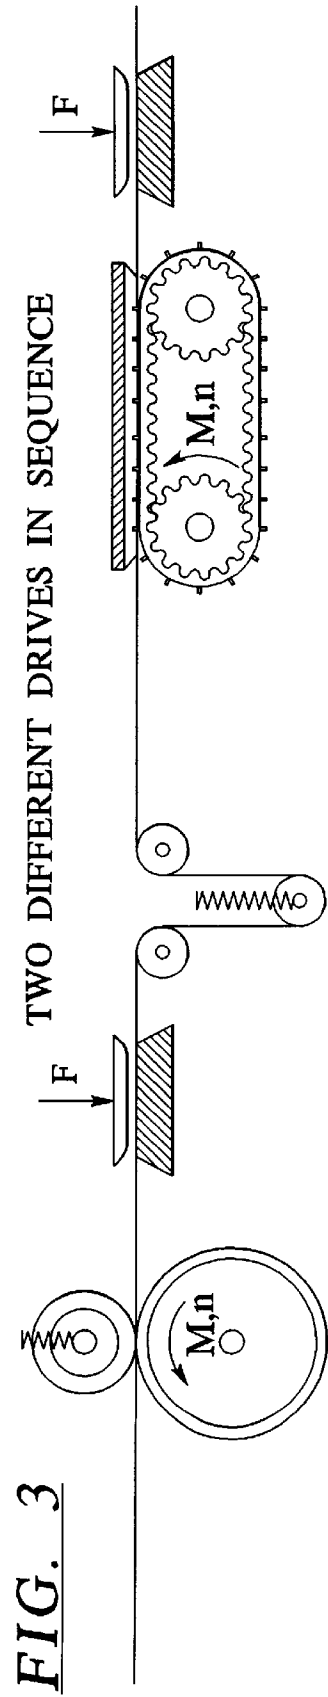 FIG. 3
TWO DIFFERENT DRIVES IN SEQUENCE
F
F
M,n
M,n